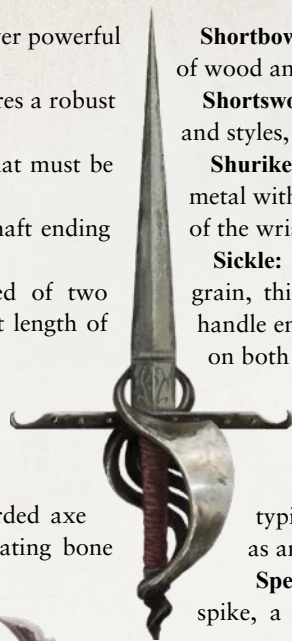 ver powerful
res a robust
hat must be
haft ending
ed of two
t length of
rded axe
ating bone
Shortbow
of wood an
Shortswo
and styles,
Shurike
metal with
of the wris
Sickle:
grain, thi
handle en
on both
typi
as an
Spe
spike, a